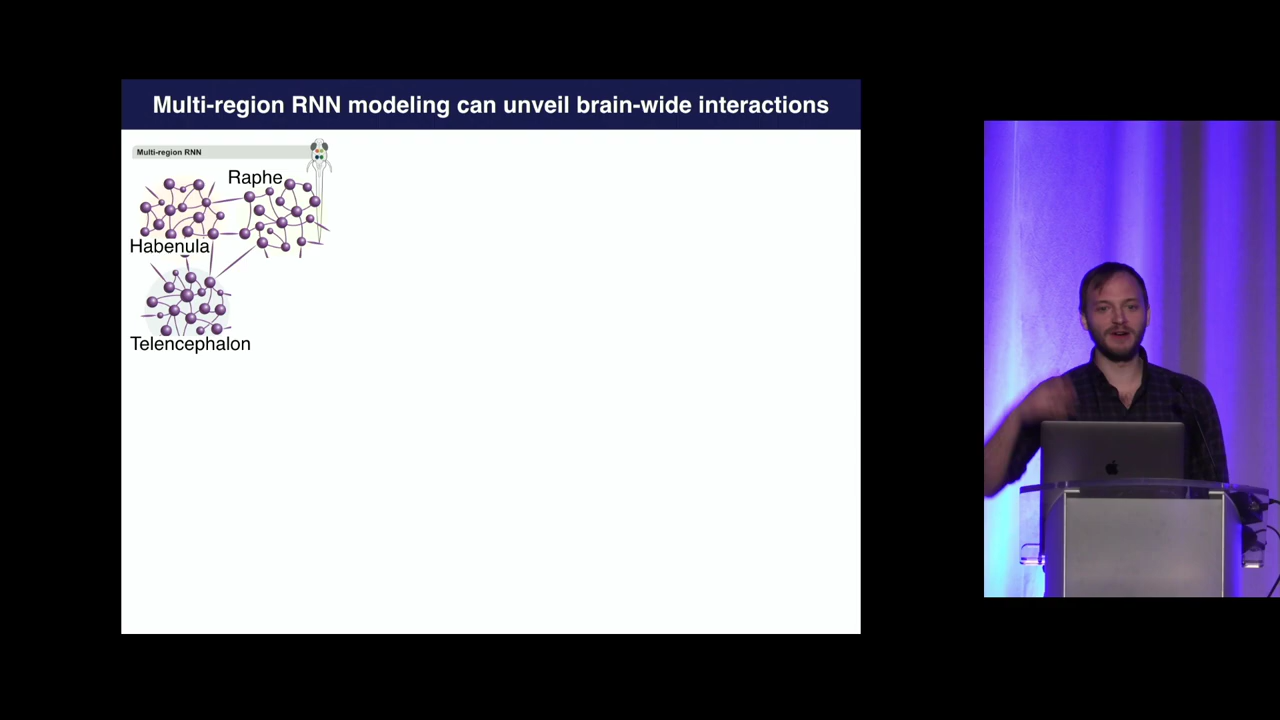 Multi-region RNN modeling can unveil brain-wide interactions
Multi-region RNN
Raphe
Habenula
Telencephalon